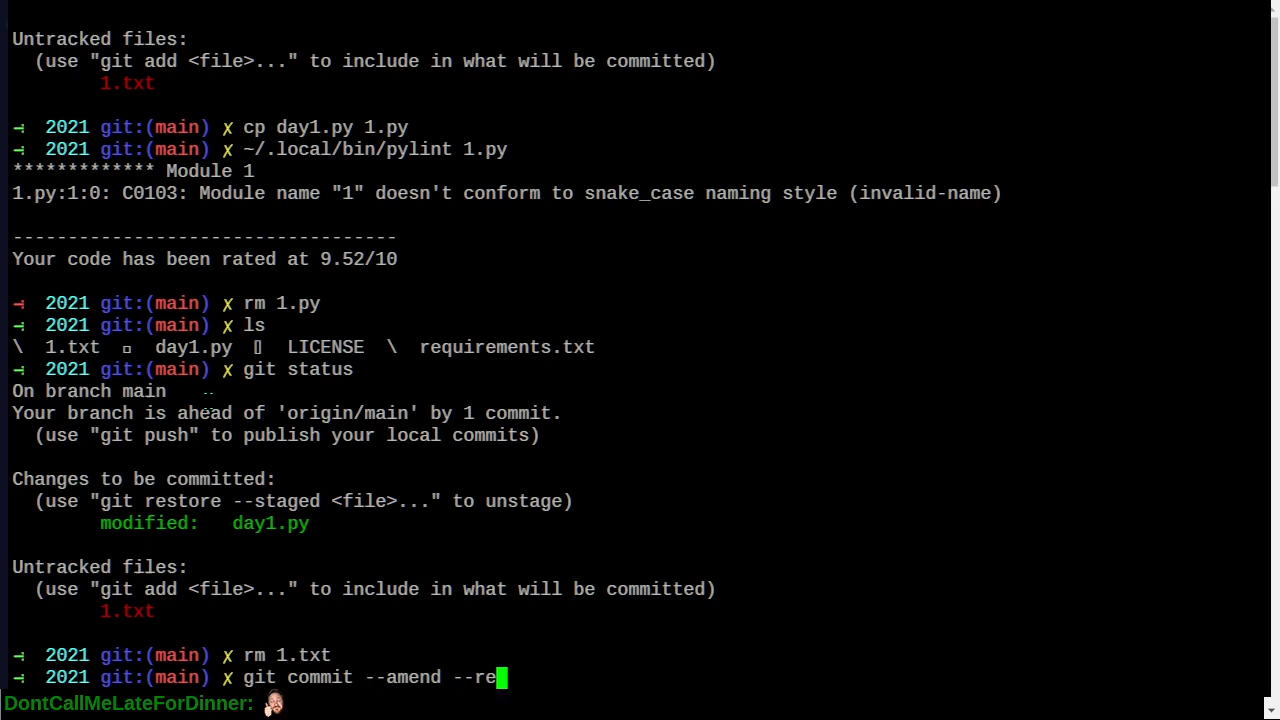 Untracked files:
  (use "git add <file>..." to include in what will be committed)
        1.txt
→ 2021 git:(main) ✗ cp day1.py 1.py
→ 2021 git:(main) ✗ ~/.local/bin/pylint 1.py
************* Module 1
1.py:1:0: C0103: Module name "1" doesn't conform to snake_case naming style (invalid-name)
-----------------------------------
Your code has been rated at 9.52/10
→ 2021 git:(main) ✗ rm 1.py
→ 2021 git:(main) ✗ ls
\ 1.txt  day1.py  LICENSE \ requirements.txt
→ 2021 git:(main) ✗ git status
On branch main
Your branch is ahead of 'origin/main' by 1 commit.
  (use "git push" to publish your local commits)
Changes to be committed:
  (use "git restore --staged <file>..." to unstage)
        modified:   day1.py
Untracked files:
  (use "git add <file>..." to include in what will be committed)
        1.txt
→ 2021 git:(main) ✗ rm 1.txt
→ 2021 git:(main) ✗ git commit --amend --re
DontCallMeLateForDinner: